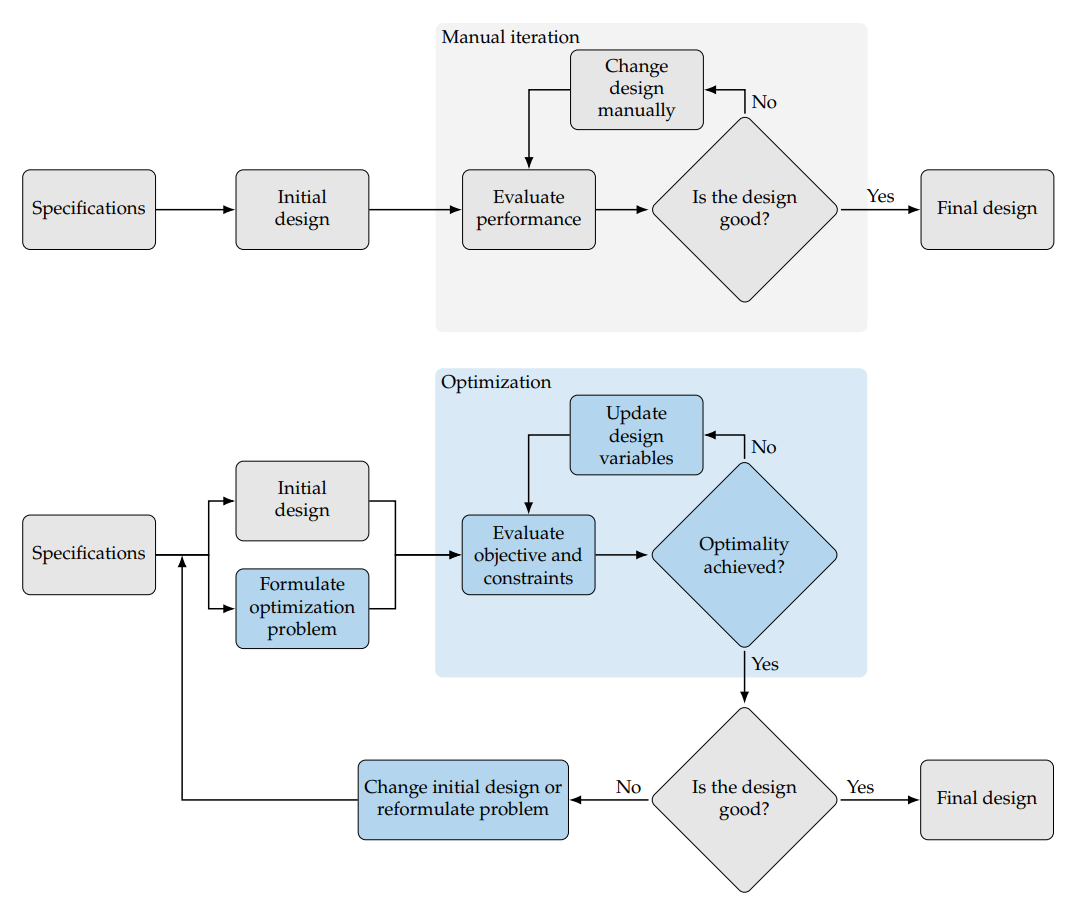 Manual iteration
Change
design
manually
No
Specifications
Initial
design
Evaluate
performance
Is the design
good?
Yes
Final design
Optimization
Update
design
variables
No
Initial
design
Specifications
Formulate
optimization
problem
Evaluate
objective and
constraints
Optimality
achieved?
Yes
Change initial design or
reformulate problem
No
Is the design
good?
Yes
Final design